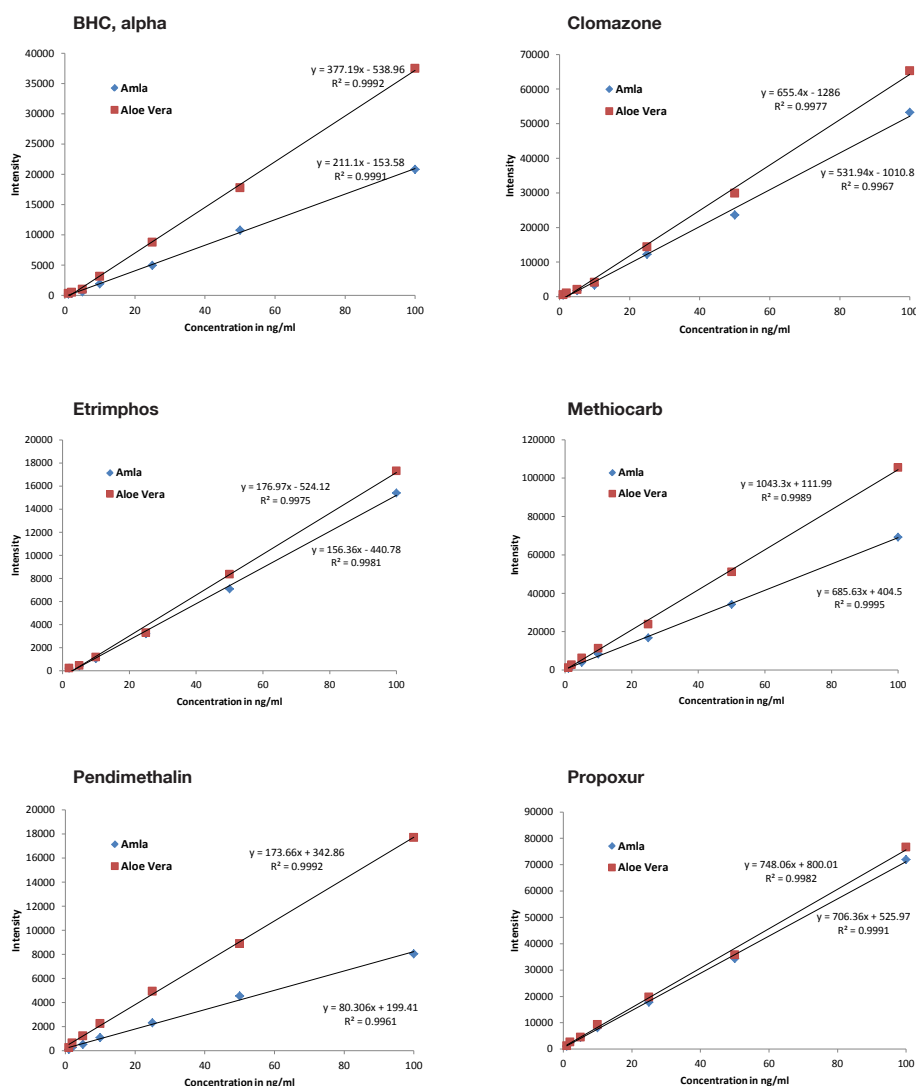 BHC, alpha
40000
35000
30000
25000
20000
15000
10000
5000
0
Intensity
Amla
Aloe Vera
y = 377.19x - 538.96
R² = 0.9992
y = 211.1x - 153.58
R² = 0.9991
0 20 40 60 80 100
Concentration in ng/ml
Clomazone
70000
60000
50000
40000
30000
20000
10000
0
Intensity
Amla
Aloe Vera
y = 655.4x - 1286
R² = 0.9977
y = 531.94x - 1010.8
R² = 0.9967
0 20 40 60 80 100
Concentration in ng/ml
Etrimphos
20000
18000
16000
14000
12000
10000
8000
6000
4000
2000
0
Intensity
Amla
Aloe Vera
y = 176.97x - 524.12
R² = 0.9975
y = 156.36x - 440.78
R² = 0.9981
0 20 40 60 80 100
Concentration in ng/ml
Methiocarb
120000
100000
80000
60000
40000
20000
0
Intensity
Amla
Aloe Vera
y = 1043.3x + 111.99
R² = 0.9989
y = 685.63x + 404.5
R² = 0.9995
0 20 40 60 80 100
Concentration in ng/ml
Pendimethalin
20000
18000
16000
14000
12000
10000
8000
6000
4000
2000
0
Intensity
Amla
Aloe Vera
y = 173.66x + 342.86
R² = 0.9992
y = 80.306x + 199.41
R² = 0.9961
0 20 40 60 80 100
Concentration in ng/ml
Propoxur
90000
80000
70000
60000
50000
40000
30000
20000
10000
0
Intensity
Amla
Aloe Vera
y = 748.06x + 800.01
R² = 0.9982
y = 706.36x + 525.97
R² = 0.9991
0 20 40 60 80 100
Concentration in ng/ml